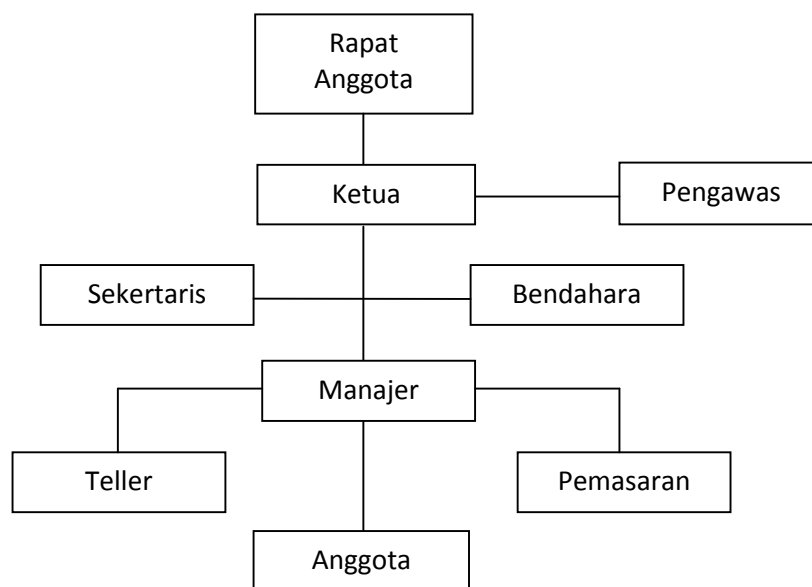 Rapat
Anggota
Ketua
Pengawas
Sekertaris
Bendahara
Manajer
Teller
Pemasaran
Anggota